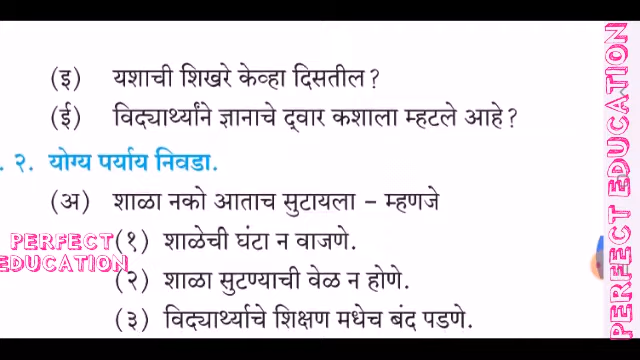 (इ) यशाची शिखरे केव्हा दिसतील?
(ई) विद्यार्थ्याने ज्ञानाचे द्‌वार कशाला म्हटले आहे?
. २. योग्य पर्याय निवडा.
(अ) शाळा नको आताच सुटायला – म्हणजे
(१) शाळेची घंटा न वाजणे.
(२) शाळा सुटण्याची वेळ न होणे.
(३) विद्यार्थ्याचे शिक्षण मधेच बंद पडणे.
PERFECT
EDUCATION
PERFECT EDUCATION